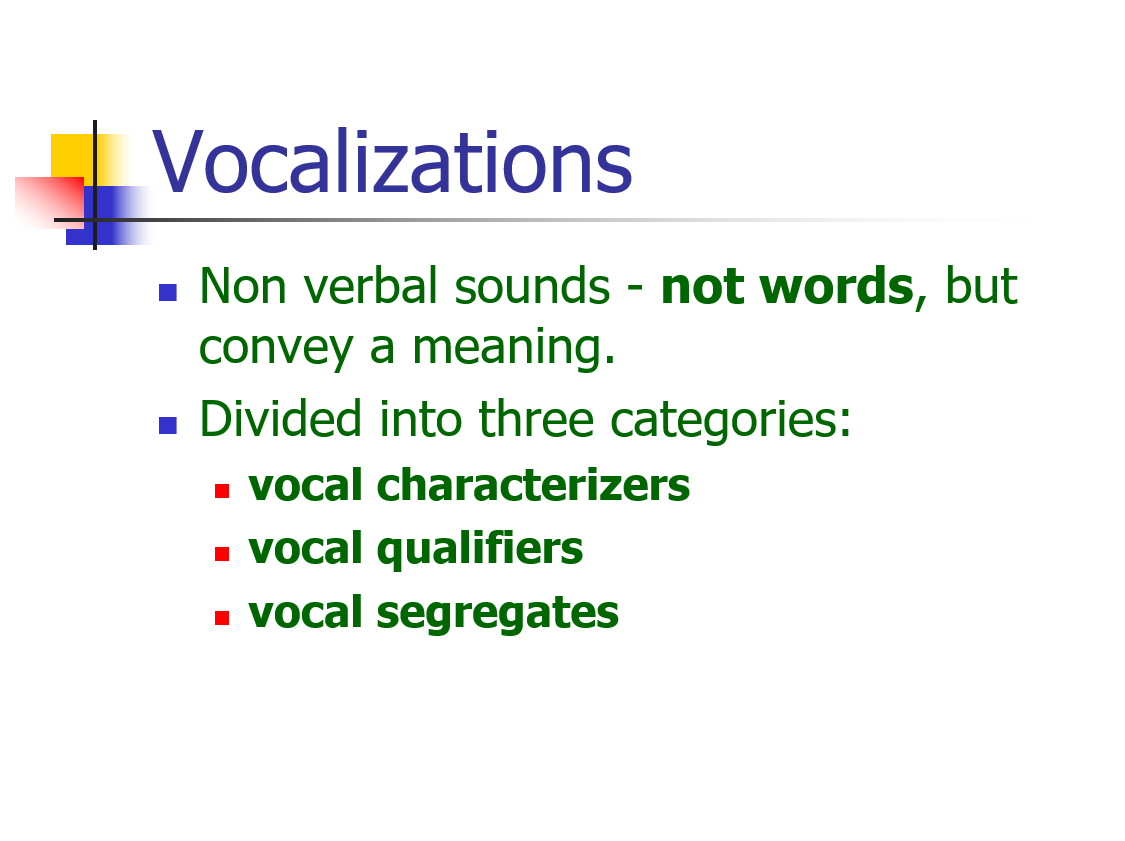 Vocalizations
Non verbal sounds - not words, but
convey a meaning.
Divided into three categories:
vocal characterizers
vocal qualifiers
vocal segregates